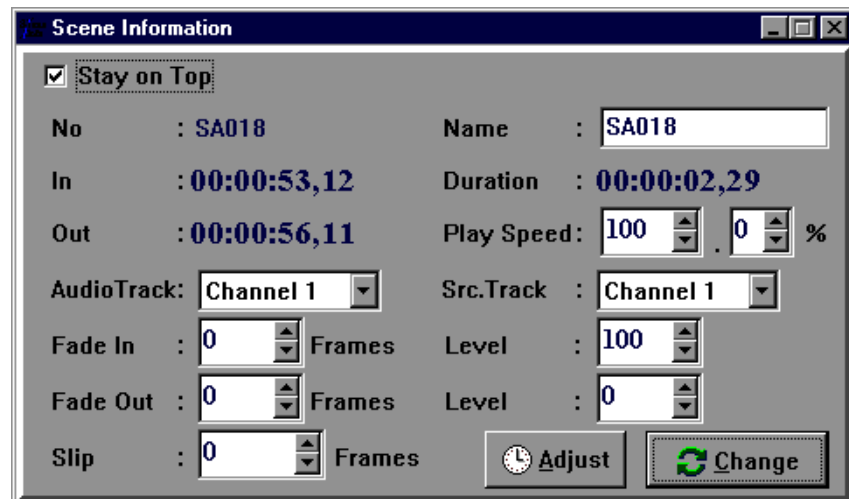 Scene Information
Stay on Top
No : SA018 Name : SA018
In : 00:00:53,12 Duration : 00:00:02,29
Out : 00:00:56,11 Play Speed: 100 . 0 %
AudioTrack: Channel 1 Src.Track : Channel 1
Fade In : 0 Frames Level : 100
Fade Out : 0 Frames Level : 0
Slip : 0 Frames Adjust Change